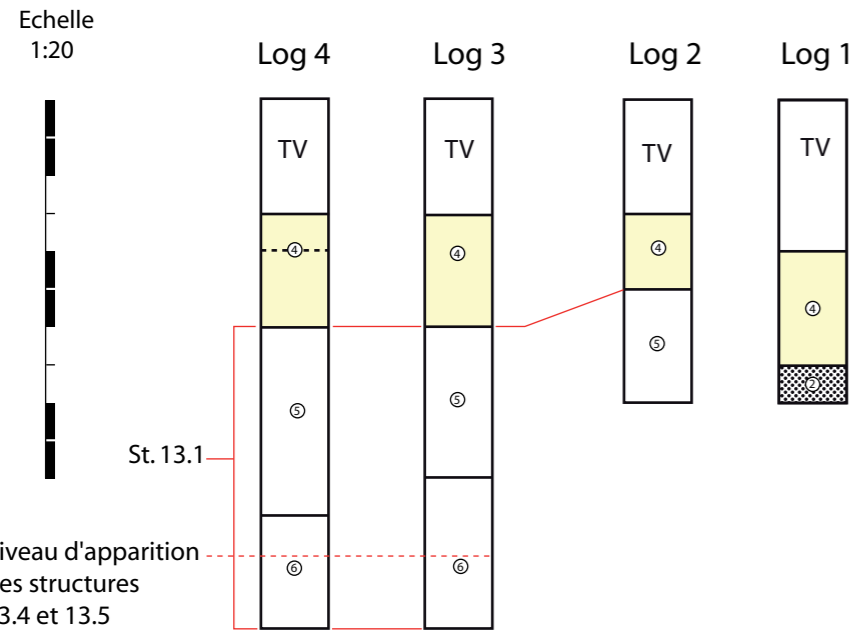 Echelle
1:20
Log 4
Log 3
Log 2
Log 1
TV
TV
TV
TV
④
④
④
④
②
⑤
⑤
⑤
St. 13.1
iveau d'apparition
es structures
3.4 et 13.5
⑥
⑥